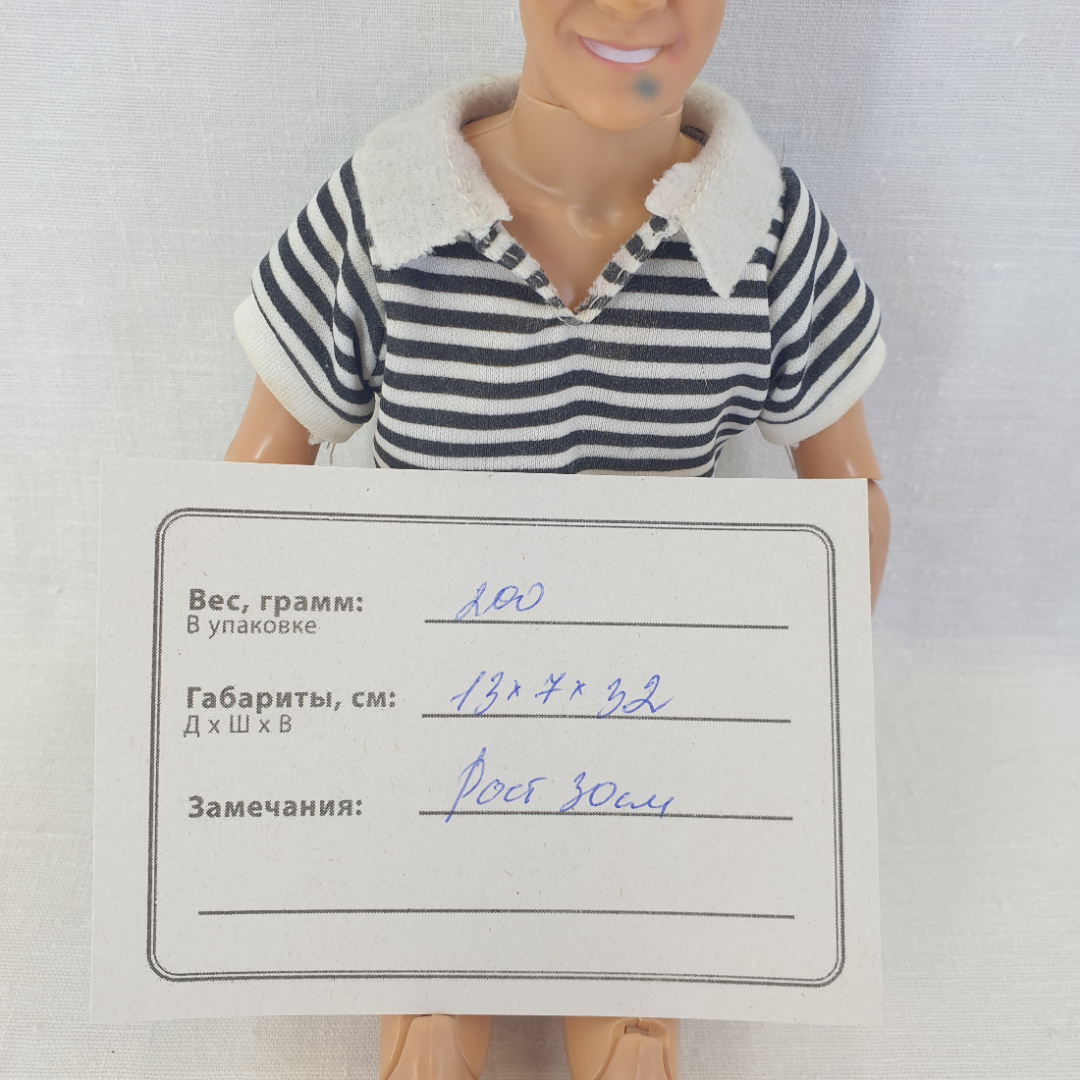 Вес, грамм: 200
В упаковке
Габариты, см: 13 x 7 x 32
Д x Ш x В
Замечания: Рост 30см